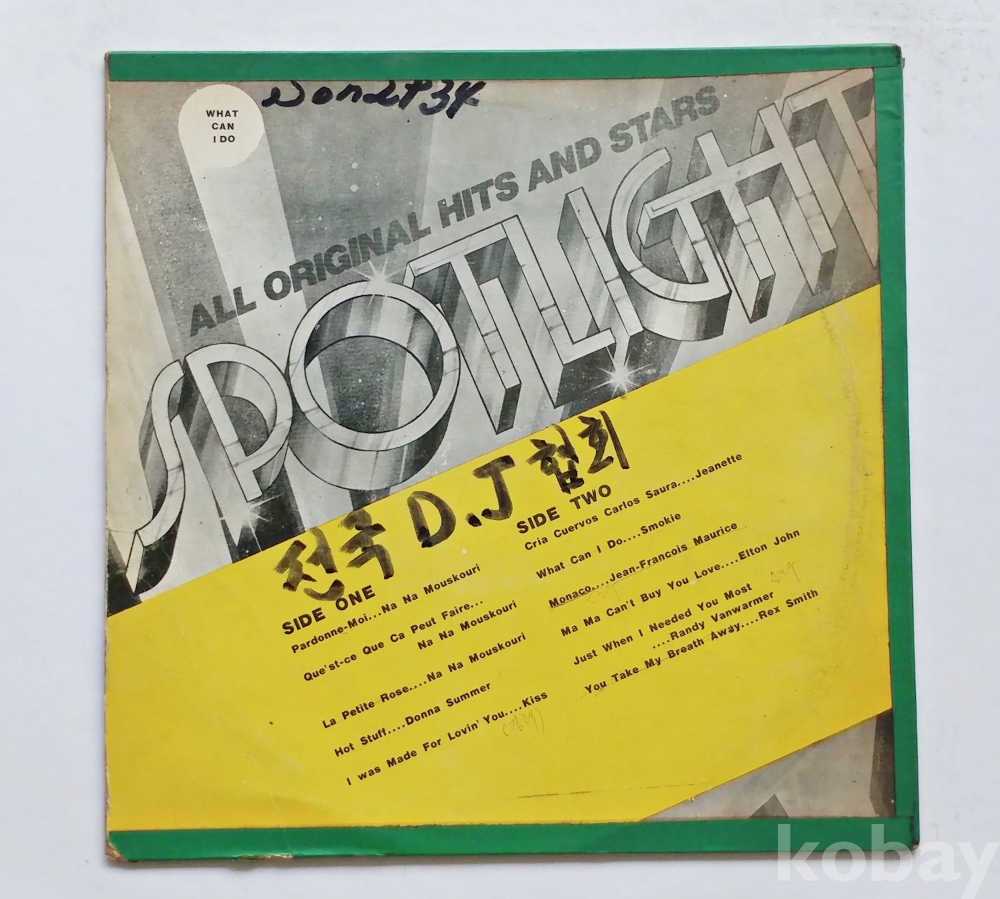 WHAT
CAN
I DO
ALL ORIGINAL HITS AND STARS
SPOTLIGHT
전국 D.J 협회
SIDE ONE
Pardonne-Moi...Na Na Mouskouri
Que'st-ce Que Ca Peut Faire...
Na Na Mouskouri
La Petite Rose....Na Na Mouskouri
Hot Stuff....Donna Summer
I was Made For Lovin' You....Kiss
SIDE TWO
Cria Cuervos Carlos Saura....Jeanette
What Can I Do....Smokie
Monaco....Jean-Francois Maurice
Ma Ma Can't Buy You Love....Elton John
Just When I Needed You Most
....Randy Vanwarmer
You Take My Breath Away....Rex Smith
kobay